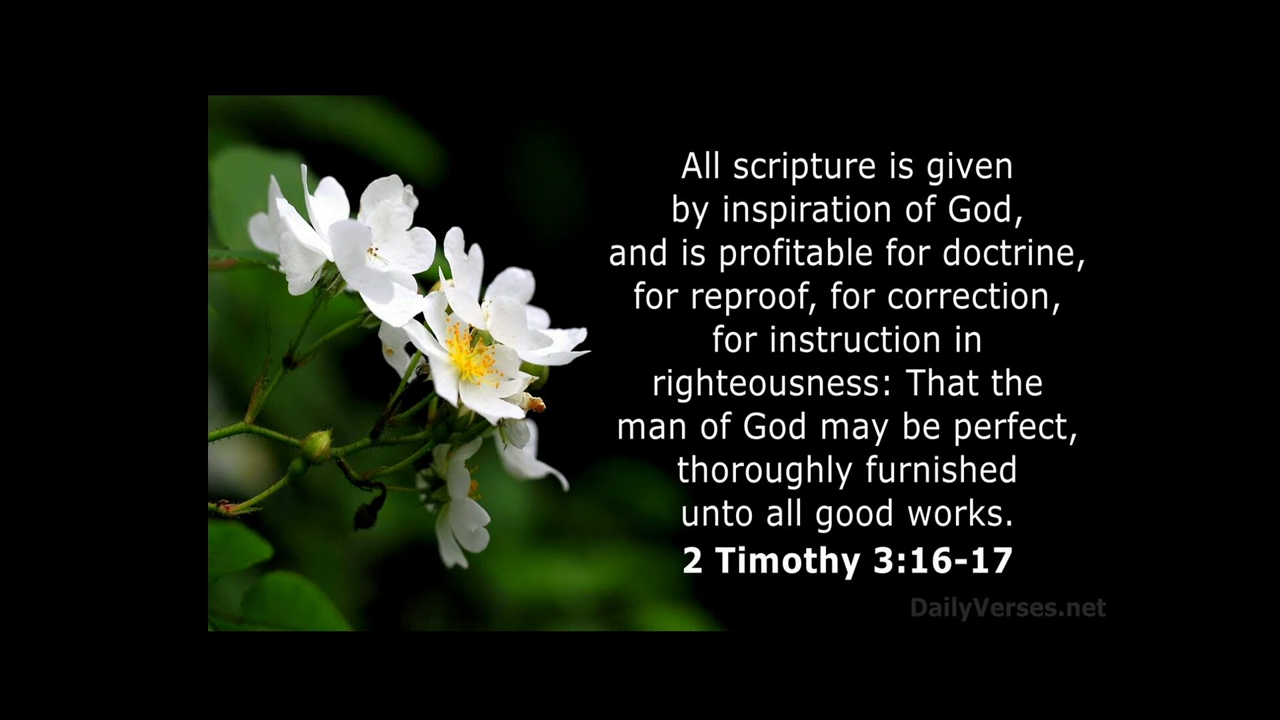 All scripture is given
by inspiration of God,
and is profitable for doctrine,
for reproof, for correction,
for instruction in
righteousness: That the
man of God may be perfect,
thoroughly furnished
unto all good works.
2 Timothy 3:16-17
DailyVerses.net